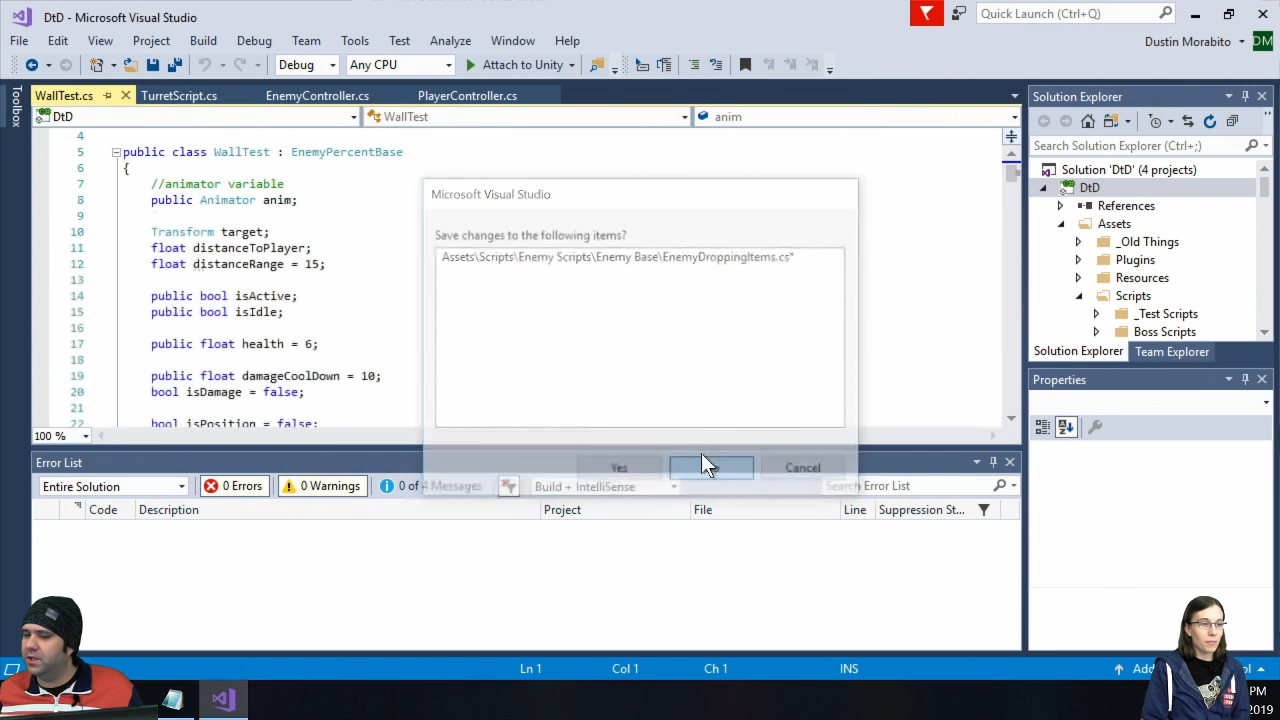 DtD - Microsoft Visual Studio
Quick Launch (Ctrl+Q)
File Edit View Project Build Debug Team Tools Test Analyze Window Help
Dustin Morabito DM
Debug Any CPU Attach to Unity
Toolbox
WallTest.cs TurretScript.cs EnemyController.cs PlayerController.cs
DtD WallTest anim
4
5 public class WallTest : EnemyPercentBase
6 {
7 //animator variable
8 public Animator anim;
9
10 Transform target;
11 float distanceToPlayer;
12 float distanceRange = 15;
13
14 public bool isActive;
15 public bool isIdle;
16
17 public float health = 6;
18
19 public float damageCoolDown = 10;
20 bool isDamage = false;
21
22 bool isPosition = false;
100 %
Microsoft Visual Studio
Save changes to the following items?
Assets\Scripts\Enemy Scripts\Enemy Base\EnemyDroppingItems.cs*
Yes Cancel
Solution Explorer
Search Solution Explorer (Ctrl+;)
Solution 'DtD' (4 projects)
DtD
References
Assets
_Old Things
Plugins
Resources
Scripts
_Test Scripts
Boss Scripts
Solution Explorer Team Explorer
Properties
Error List
Entire Solution 0 Errors 0 Warnings 0 of 4 Messages Build + IntelliSense Search Error List
Code Description Project File Line Suppression St...
Ln 1 Col 1 Ch 1 INS
PM
2019